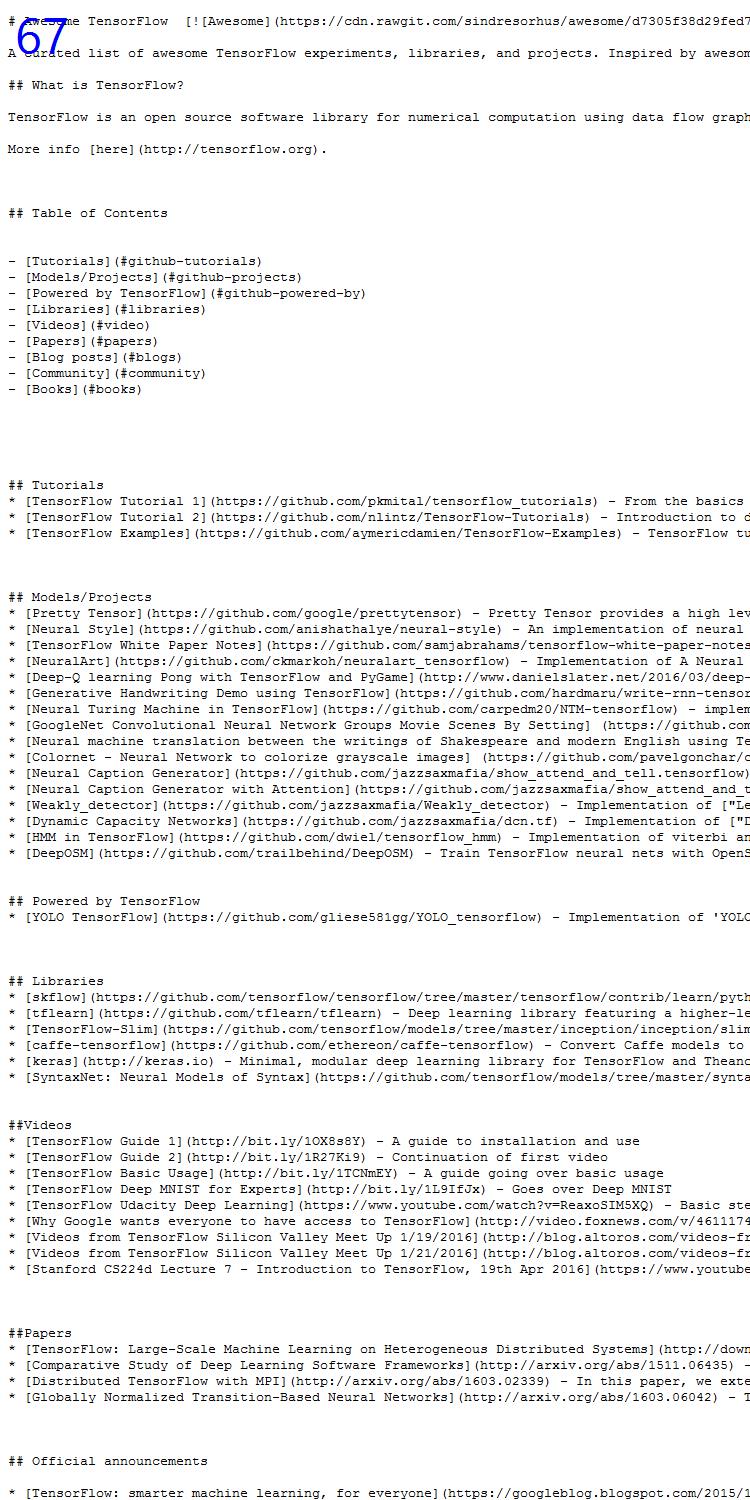 67
# Awesome TensorFlow  [![Awesome](https://cdn.rawgit.com/sindresorhus/awesome/d7305f38d29fed7
A curated list of awesome TensorFlow experiments, libraries, and projects. Inspired by awesom
## What is TensorFlow?
TensorFlow is an open source software library for numerical computation using data flow graph
More info [here](http://tensorflow.org).
## Table of Contents
- [Tutorials](#github-tutorials)
- [Models/Projects](#github-projects)
- [Powered by TensorFlow](#github-powered-by)
- [Libraries](#libraries)
- [Videos](#video)
- [Papers](#papers)
- [Blog posts](#blogs)
- [Community](#community)
- [Books](#books)
## Tutorials
* [TensorFlow Tutorial 1](https://github.com/pkmital/tensorflow_tutorials) - From the basics
* [TensorFlow Tutorial 2](https://github.com/nlintz/TensorFlow-Tutorials) - Introduction to d
* [TensorFlow Examples](https://github.com/aymericdamien/TensorFlow-Examples) - TensorFlow tu
## Models/Projects
* [Pretty Tensor](https://github.com/google/prettytensor) - Pretty Tensor provides a high lev
* [Neural Style](https://github.com/anishathalye/neural-style) - An implementation of neural
* [TensorFlow White Paper Notes](https://github.com/samjabrahams/tensorflow-white-paper-notes
* [NeuralArt](https://github.com/ckmarkoh/neuralart_tensorflow) - Implementation of A Neural
* [Deep-Q learning Pong with TensorFlow and PyGame](http://www.danielslater.net/2016/03/deep-
* [Generative Handwriting Demo using TensorFlow](https://github.com/hardmaru/write-rnn-tensor
* [Neural Turing Machine in TensorFlow](https://github.com/carpedm20/NTM-tensorflow) - implem
* [GoogleNet Convolutional Neural Network Groups Movie Scenes By Setting] (https://github.com
* [Neural machine translation between the writings of Shakespeare and modern English using Te
* [Colornet - Neural Network to colorize grayscale images] (https://github.com/pavelgonchar/c
* [Neural Caption Generator](https://github.com/jazzsaxmafia/show_attend_and_tell.tensorflow)
* [Neural Caption Generator with Attention](https://github.com/jazzsaxmafia/show_attend_and_t
* [Weakly_detector](https://github.com/jazzsaxmafia/Weakly_detector) - Implementation of ["Le
* [Dynamic Capacity Networks](https://github.com/jazzsaxmafia/dcn.tf) - Implementation of ["D
* [HMM in TensorFlow](https://github.com/dwiel/tensorflow_hmm) - Implementation of viterbi an
* [DeepOSM](https://github.com/trailbehind/DeepOSM) - Train TensorFlow neural nets with OpenS
## Powered by TensorFlow
* [YOLO TensorFlow](https://github.com/gliese581gg/YOLO_tensorflow) - Implementation of 'YOLO
## Libraries
* [skflow](https://github.com/tensorflow/tensorflow/tree/master/tensorflow/contrib/learn/pyth
* [tflearn](https://github.com/tflearn/tflearn) - Deep learning library featuring a higher-le
* [TensorFlow-Slim](https://github.com/tensorflow/models/tree/master/inception/inception/slim
* [caffe-tensorflow](https://github.com/ethereon/caffe-tensorflow) - Convert Caffe models to
* [keras](http://keras.io) - Minimal, modular deep learning library for TensorFlow and Theano
* [SyntaxNet: Neural Models of Syntax](https://github.com/tensorflow/models/tree/master/synta
##Videos
* [TensorFlow Guide 1](http://bit.ly/1OX8s8Y) - A guide to installation and use
* [TensorFlow Guide 2](http://bit.ly/1R27Ki9) - Continuation of first video
* [TensorFlow Basic Usage](http://bit.ly/1TCNmEY) - A guide going over basic usage
* [TensorFlow Deep MNIST for Experts](http://bit.ly/1L9IfJx) - Goes over Deep MNIST
* [TensorFlow Udacity Deep Learning](https://www.youtube.com/watch?v=ReaxoSIM5XQ) - Basic ste
* [Why Google wants everyone to have access to TensorFlow](http://video.foxnews.com/v/4611174
* [Videos from TensorFlow Silicon Valley Meet Up 1/19/2016](http://blog.altoros.com/videos-fr
* [Videos from TensorFlow Silicon Valley Meet Up 1/21/2016](http://blog.altoros.com/videos-fr
* [Stanford CS224d Lecture 7 - Introduction to TensorFlow, 19th Apr 2016](https://www.youtube
##Papers
* [TensorFlow: Large-Scale Machine Learning on Heterogeneous Distributed Systems](http://down
* [Comparative Study of Deep Learning Software Frameworks](http://arxiv.org/abs/1511.06435) -
* [Distributed TensorFlow with MPI](http://arxiv.org/abs/1603.02339) - In this paper, we exte
* [Globally Normalized Transition-Based Neural Networks](http://arxiv.org/abs/1603.06042) - T
## Official announcements
* [TensorFlow: smarter machine learning, for everyone](https://googleblog.blogspot.com/2015/1